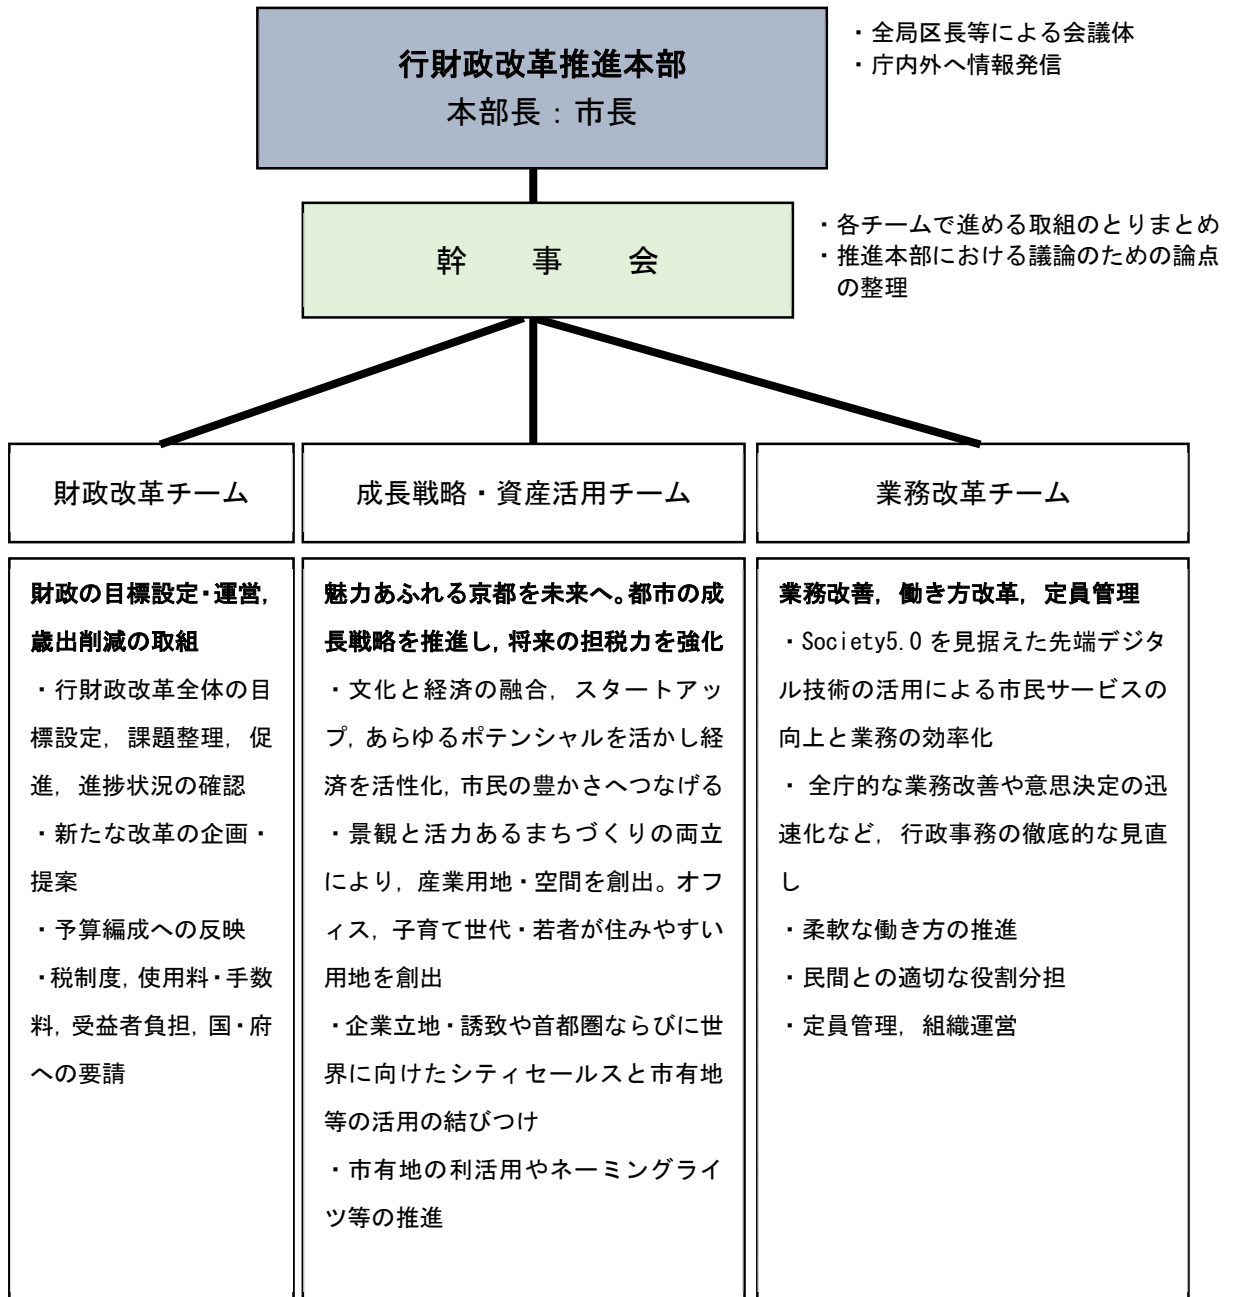 行財政改革推進本部
本部長：市長
・全局区長等による会議体
・庁内外へ情報発信
幹　事　会
・各チームで進める取組のとりまとめ
・推進本部における議論のための論点
の整理
財政改革チーム
財政の目標設定・運営，
歳出削減の取組
・行財政改革全体の目
標設定，課題整理，促
進，進捗状況の確認
・新たな改革の企画・
提案
・予算編成への反映
・税制度，使用料・手数
料，受益者負担，国・府
への要請
成長戦略・資産活用チーム
魅力あふれる京都を未来へ。都市の成
長戦略を推進し，将来の担税力を強化
・文化と経済の融合，スタートアッ
プ，あらゆるポテンシャルを活かし経
済を活性化，市民の豊かさへつなげる
・景観と活力あるまちづくりの両立
により，産業用地・空間を創出。オフ
ィス，子育て世代・若者が住みやすい
用地を創出
・企業立地・誘致や首都圏ならびに世
界に向けたシティセールスと市有地
等の活用の結びつけ
・市有地の利活用やネーミングライ
ツ等の推進
業務改革チーム
業務改善，働き方改革，定員管理
・Society5.0 を見据えた先端デジタ
ル技術の活用による市民サービスの
向上と業務の効率化
・ 全庁的な業務改善や意思決定の迅
速化など，行政事務の徹底的な見直
し
・柔軟な働き方の推進
・民間との適切な役割分担
・定員管理，組織運営